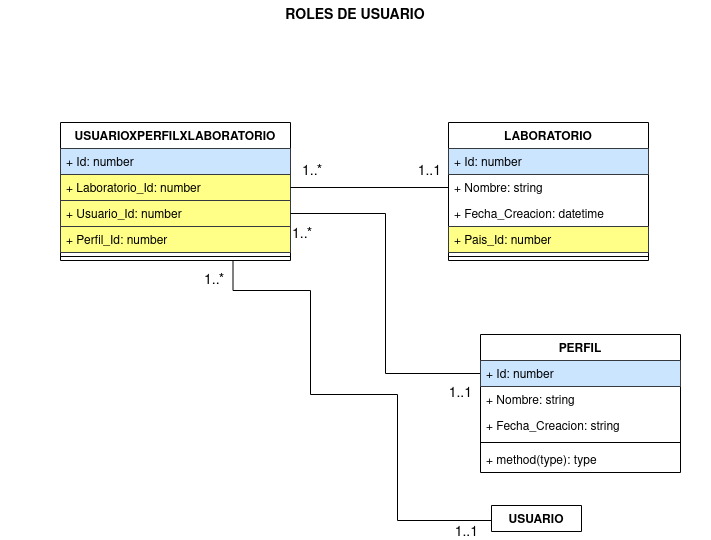 ROLES DE USUARIO
USUARIOXPERFILXLABORATORIO
+ Id: number
+ Laboratorio_Id: number
+ Usuario_Id: number
+ Perfil_Id: number
1..*
1..1
1..*
1..*
LABORATORIO
+ Id: number
+ Nombre: string
+ Fecha_Creacion: datetime
+ Pais_Id: number
PERFIL
+ Id: number
+ Nombre: string
+ Fecha_Creacion: string
+ method(type): type
1..1
USUARIO
1..1